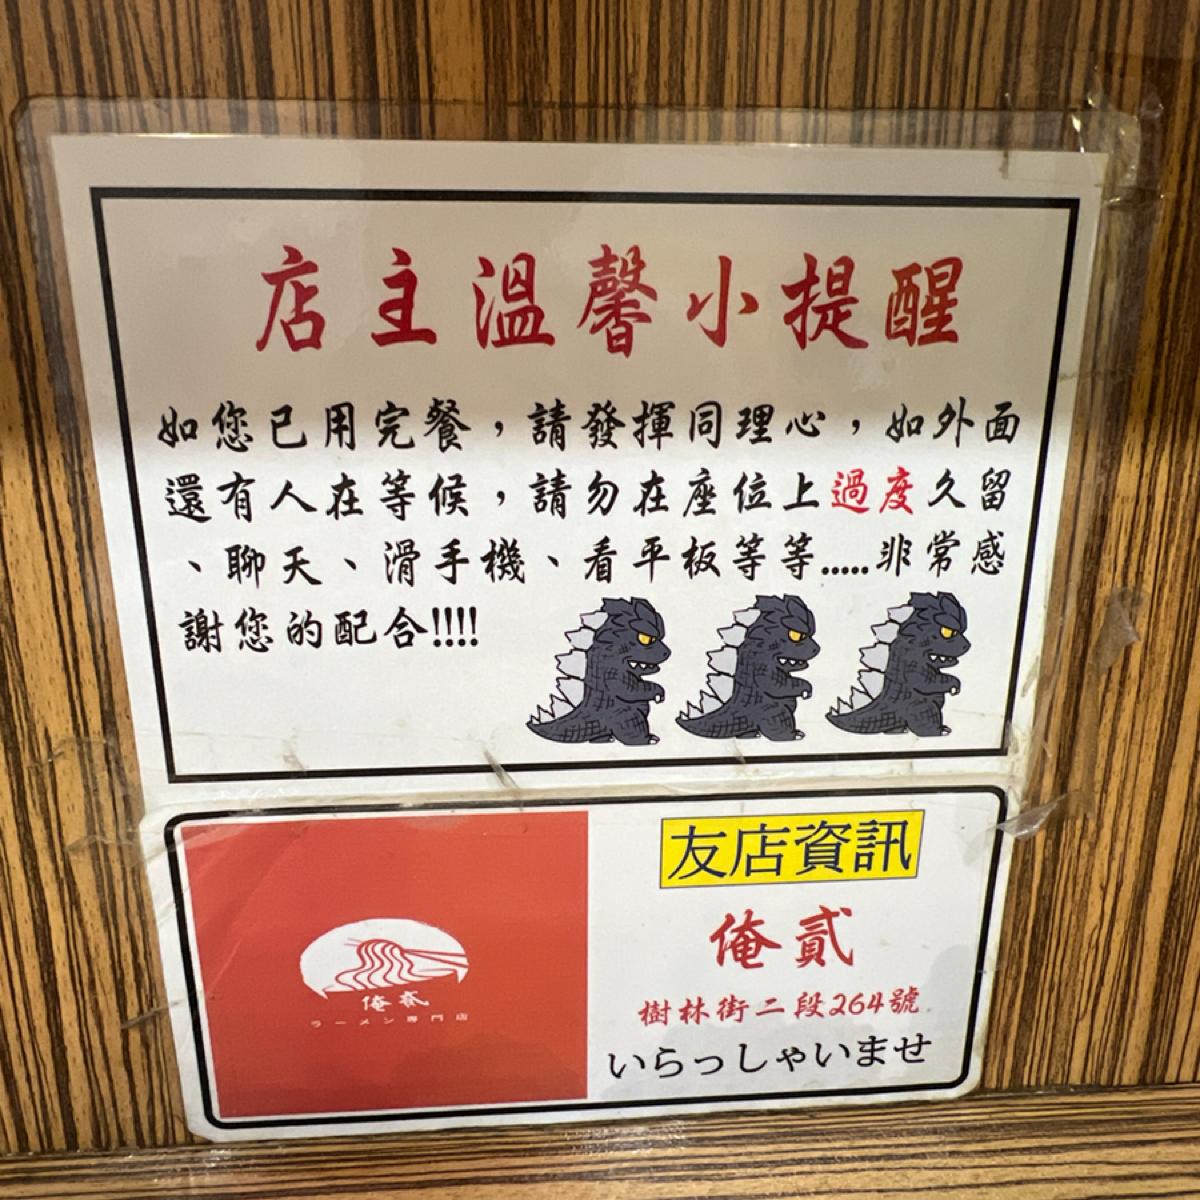 店主溫馨小提醒
如您已用完餐，請發揮同理心，如外面
還有人在等候，請勿在座位上過度久留
、聊天、滑手機、看平板等等......非常感
謝您的配合!!!!
友店資訊
俺貳
樹林街二段264號
いらっしゃいませ
俺貳
ラーメン専門店